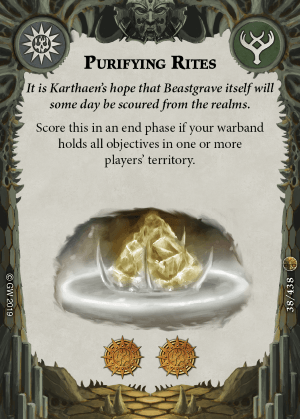 Purifying Rites
It is Karthaen's hope that Beastgrave itself will
some day be scoured from the realms.
Score this in an end phase if your warband
holds all objectives in one or more
players' territory.
© GW 2019
38/438